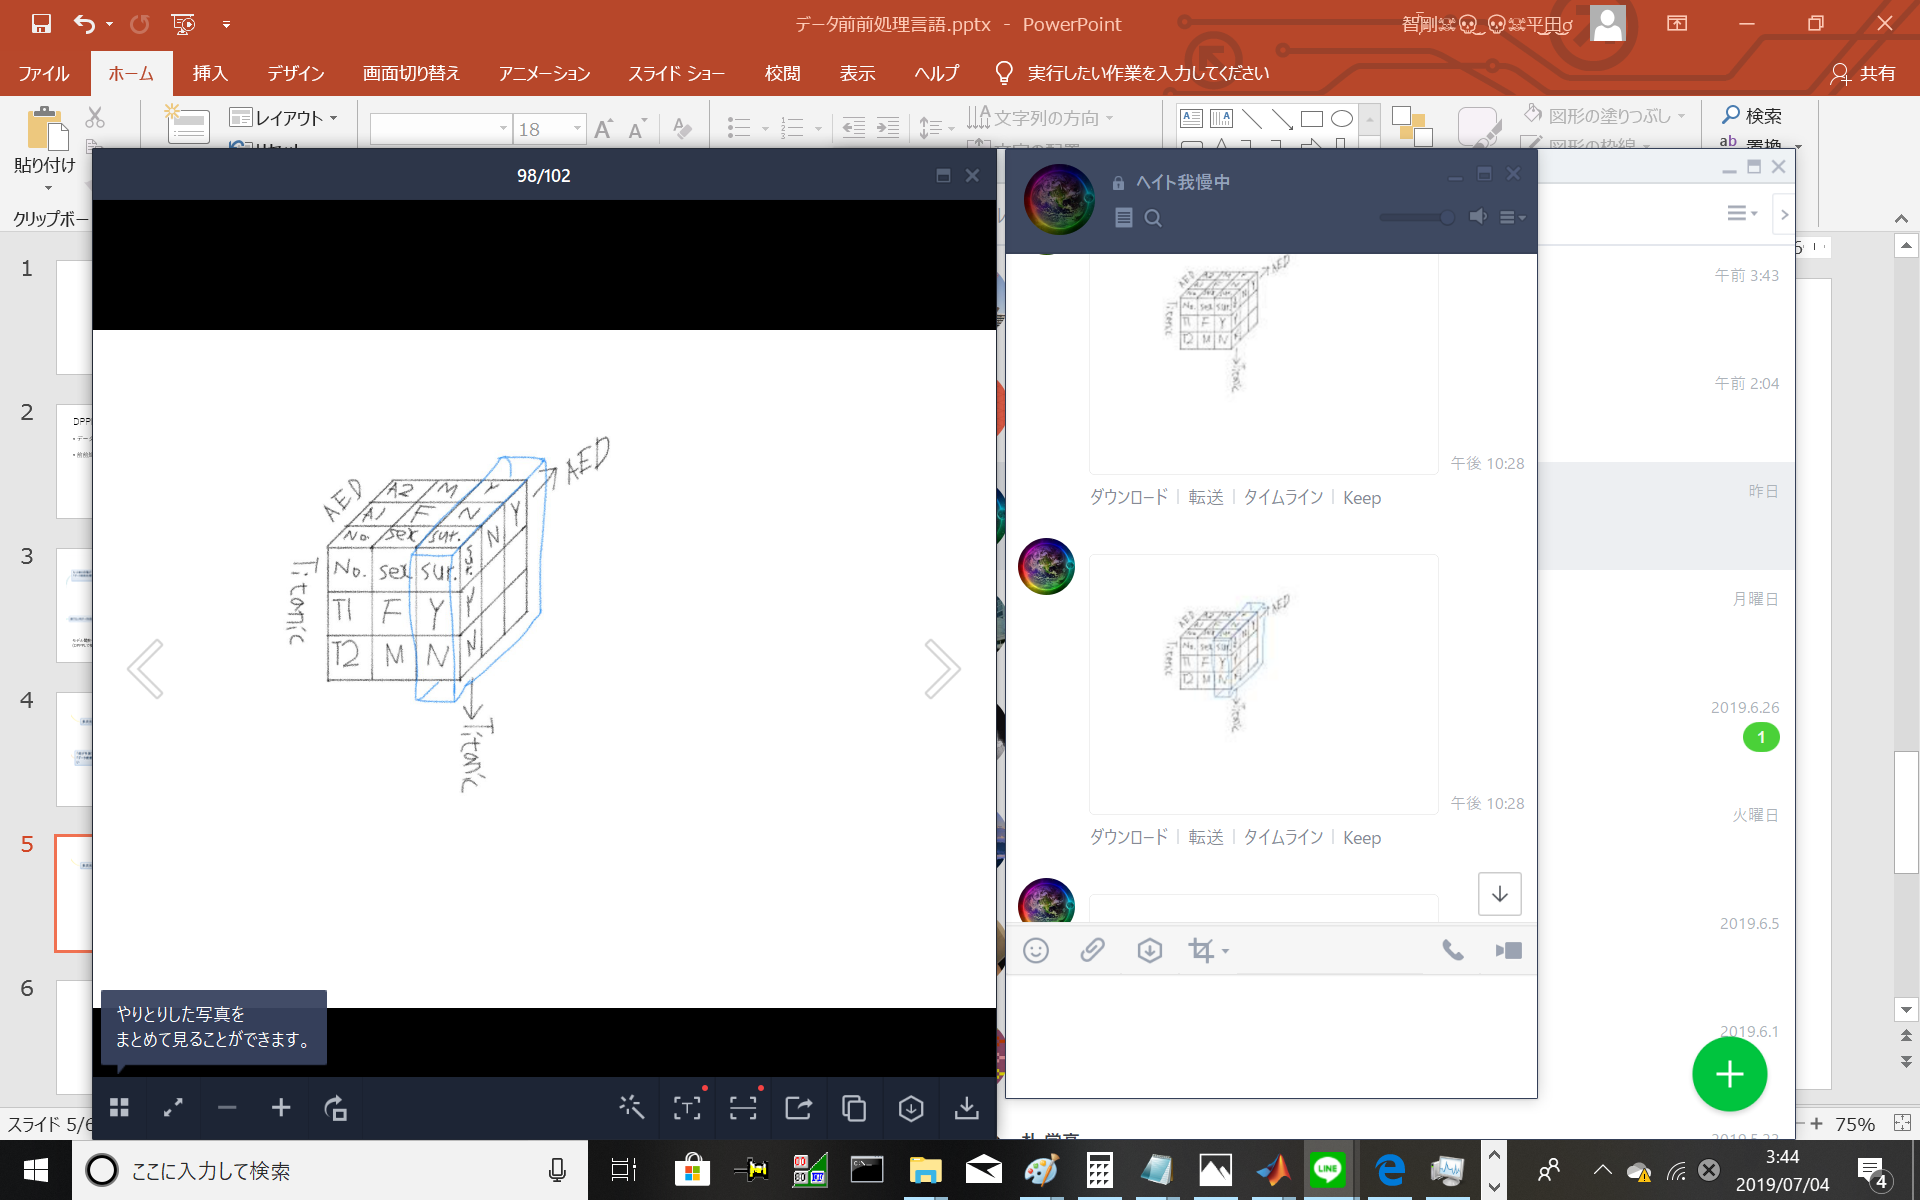 データ前前処理言語.pptx - PowerPoint
ファイル ホーム 挿入 デザイン 画面切り替え アニメーション スライド ショー 校閲 表示 ヘルプ 実行したい作業を入力してください 共有
貼り付け
レイアウト
18
文字列の方向
図形の塗りつぶし
検索
置換
クリップボー
98/102
ヘイト我慢中
1
2
3
4
5
6
AED
A2 M Y
A1 F N
No. sex sur.
AED
No. sex sur.
T1 F Y
T2 M N
sur.
Y
N
N
Y
Titanic
Titanic
やりとりした写真を
まとめて見ることができます。
午後 10:28
ダウンロード 転送 タイムライン Keep
午後 10:28
ダウンロード 転送 タイムライン Keep
午前 3:43
午前 2:04
昨日
月曜日
2019.6.26
1
火曜日
2019.6.5
2019.6.1
スライド 5/6
75%
ここに入力して検索
LINE
3:44
2019/07/04
4